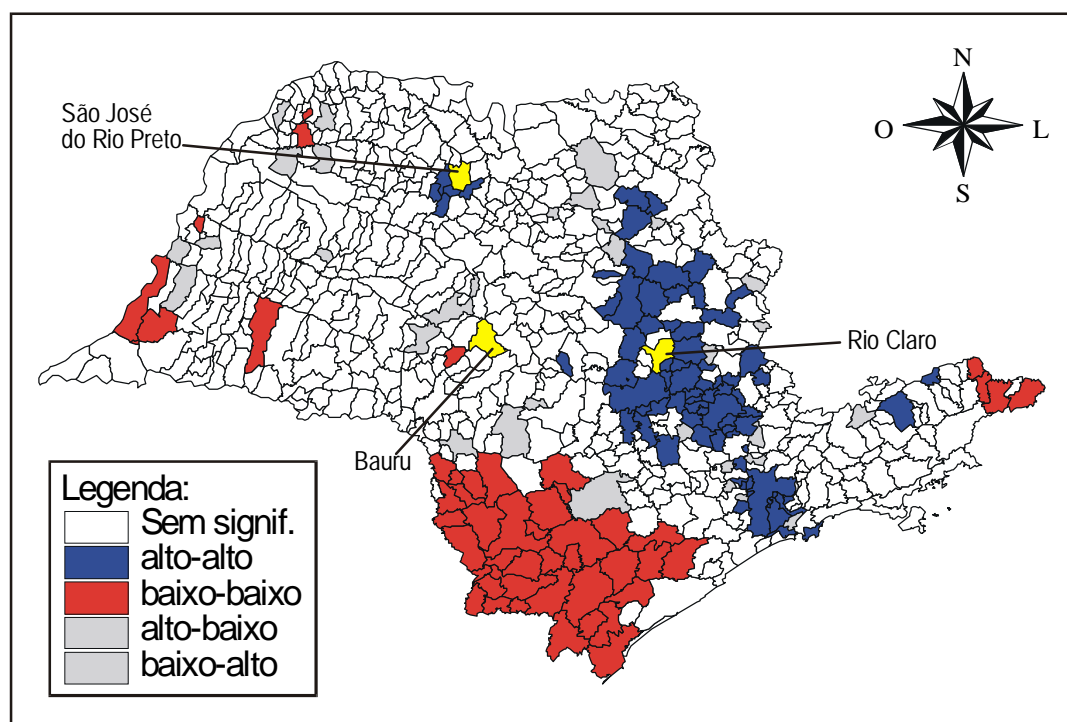 São José
do Rio Preto
N
O
L
S
Rio Claro
Bauru
Legenda:
Sem signif.
alto-alto
baixo-baixo
alto-baixo
baixo-alto